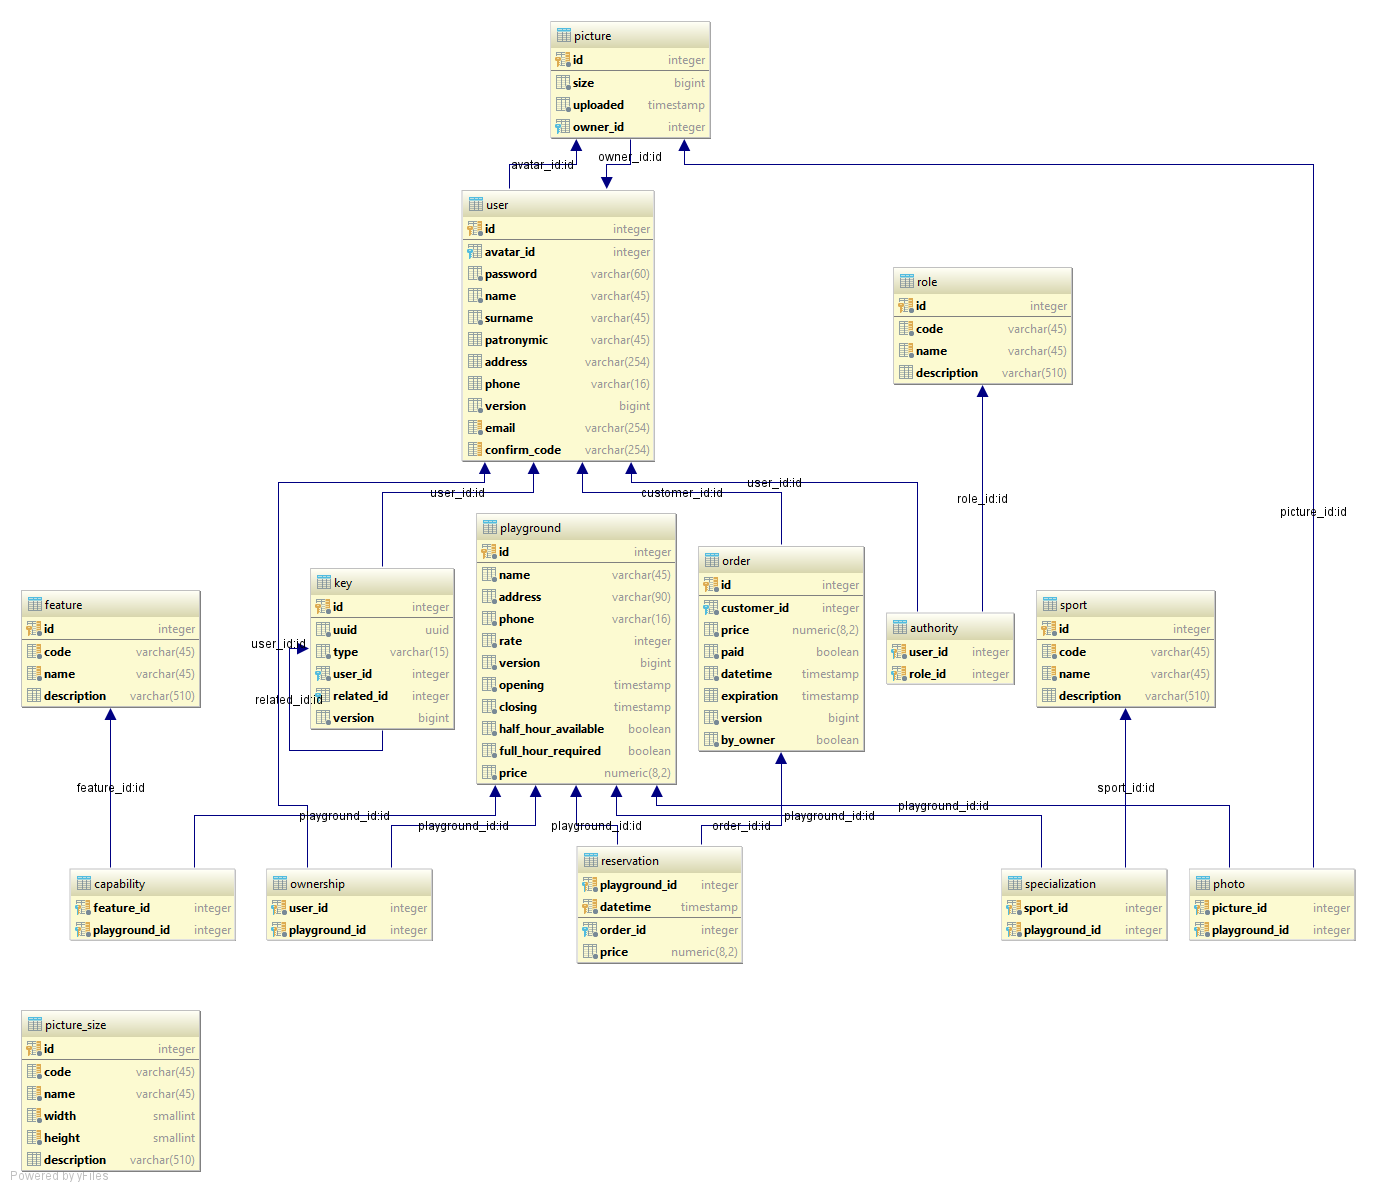 picture
id integer
size bigint
uploaded timestamp
owner_id integer
avatar_id:id
owner_id:id
user
id integer
avatar_id integer
password varchar(60)
name varchar(45)
surname varchar(45)
patronymic varchar(45)
address varchar(254)
phone varchar(16)
version bigint
email varchar(254)
confirm_code varchar(254)
role
id integer
code varchar(45)
name varchar(45)
description varchar(510)
user_id:id
customer_id:id
user_id:id
role_id:id
picture_id:id
playground
id integer
name varchar(45)
address varchar(90)
phone varchar(16)
rate integer
version bigint
opening timestamp
closing timestamp
half_hour_available boolean
full_hour_required boolean
price numeric(8,2)
order
id integer
customer_id integer
price numeric(8,2)
paid boolean
datetime timestamp
expiration timestamp
version bigint
by_owner boolean
key
id integer
uuid uuid
type varchar(15)
user_id integer
related_id integer
version bigint
user_id:id
related_id:id
feature
id integer
code varchar(45)
name varchar(45)
description varchar(510)
authority
user_id integer
role_id integer
sport
id integer
code varchar(45)
name varchar(45)
description varchar(510)
feature_id:id
sport_id:id
playground_id:id
playground_id:id
playground_id:id
order_id:id
playground_id:id
playground_id:id
capability
feature_id integer
playground_id integer
ownership
user_id integer
playground_id integer
reservation
playground_id integer
datetime timestamp
order_id integer
price numeric(8,2)
specialization
sport_id integer
playground_id integer
photo
picture_id integer
playground_id integer
picture_size
id integer
code varchar(45)
name varchar(45)
width smallint
height smallint
description varchar(510)
Powered by yFiles